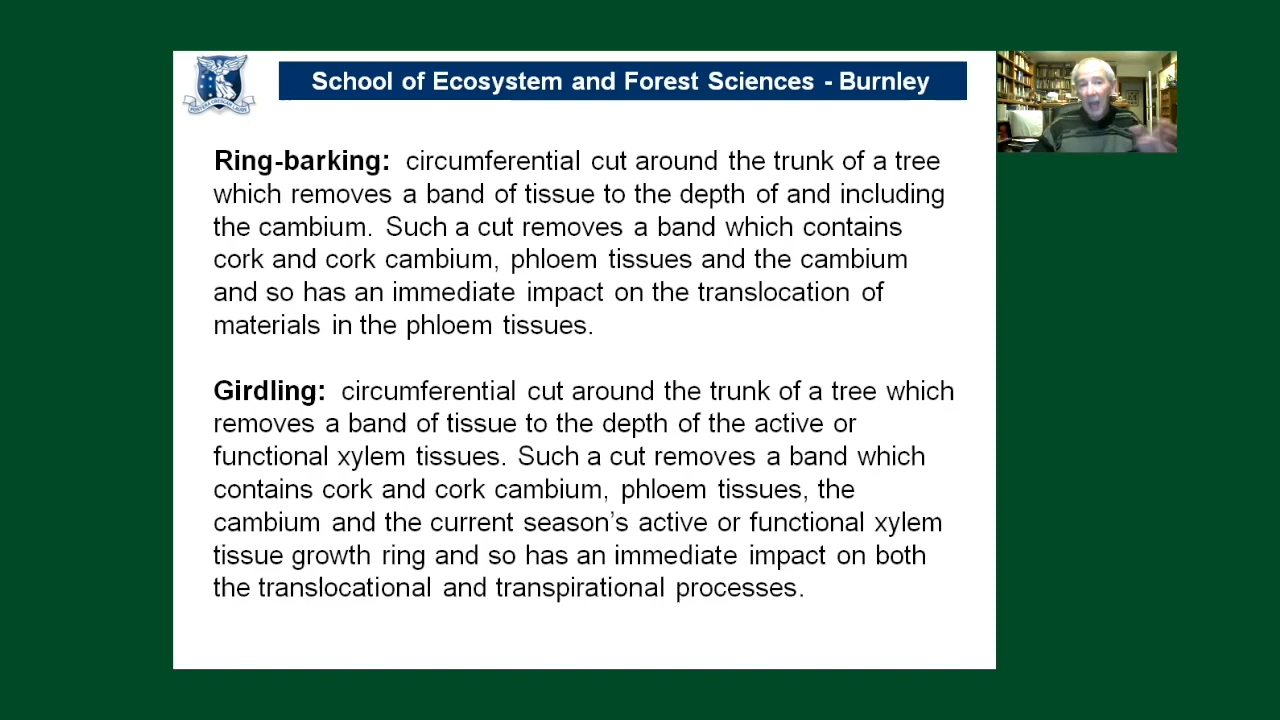 School of Ecosystem and Forest Sciences - Burnley
Ring-barking: circumferential cut around the trunk of a tree
which removes a band of tissue to the depth of and including
the cambium. Such a cut removes a band which contains
cork and cork cambium, phloem tissues and the cambium
and so has an immediate impact on the translocation of
materials in the phloem tissues.
Girdling: circumferential cut around the trunk of a tree which
removes a band of tissue to the depth of the active or
functional xylem tissues. Such a cut removes a band which
contains cork and cork cambium, phloem tissues, the
cambium and the current season’s active or functional xylem
tissue growth ring and so has an immediate impact on both
the translocational and transpirational processes.